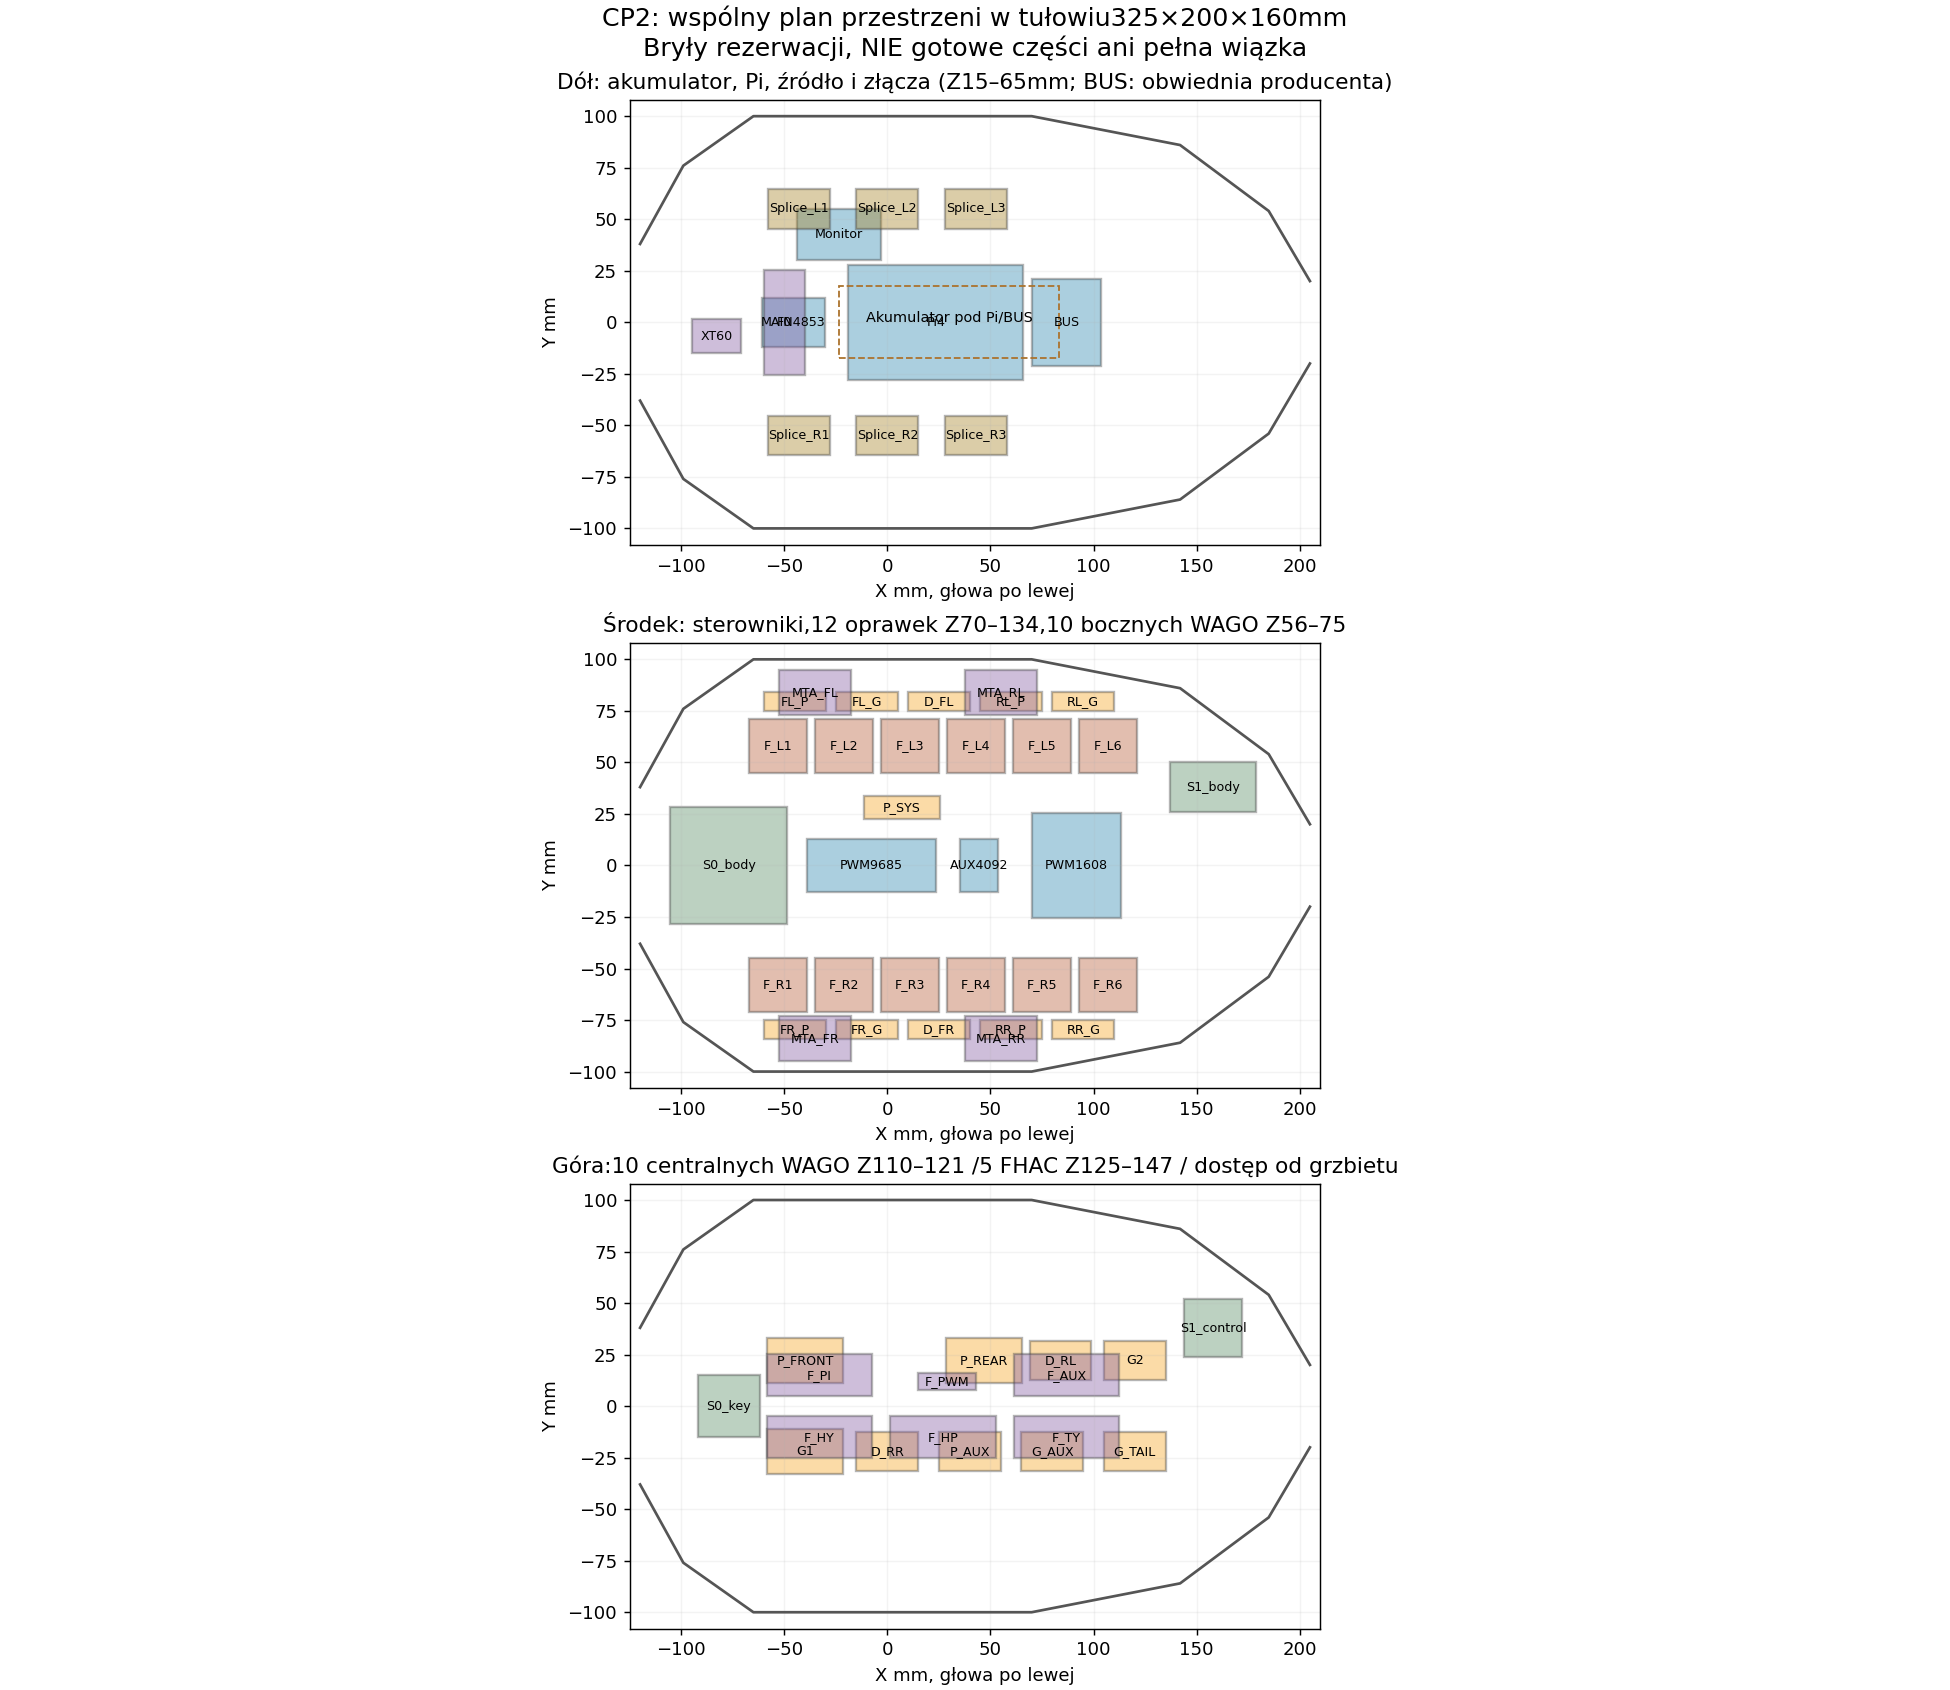 CP2: wspólny plan przestrzeni w tułowiu325×200×160mm
Bryły rezerwacji, NIE gotowe części ani pełna wiązka
Dół: akumulator, Pi, źródło i złącza (Z15–65mm; BUS: obwiednia producenta)
Y mm
100
75
50
25
0
−25
−50
−75
−100
Splice_L1
Splice_L2
Splice_L3
Monitor
Akumulator pod Pi/BUS
Pi4
BUS
XT60
Splice_R1
Splice_R2
Splice_R3
−100
−50
0
50
100
150
200
X mm, głowa po lewej
Środek: sterowniki,12 oprawek Z70–134,10 bocznych WAGO Z56–75
Y mm
100
75
50
25
0
−25
−50
−75
−100
MTA_FL
MTA_RL
FL_P
FL_G
D_FL
RL_P
RL_G
F_L1
F_L2
F_L3
F_L4
F_L5
F_L6
S1_body
P_SYS
S0_body
PWM9685
AUX4092
PWM1608
F_R1
F_R2
F_R3
F_R4
F_R5
F_R6
FR_P
FR_G
D_FR
RR_P
RR_G
MTA_FR
MTA_RR
−100
−50
0
50
100
150
200
X mm, głowa po lewej
Góra:10 centralnych WAGO Z110–121 /5 FHAC Z125–147 / dostęp od grzbietu
Y mm
100
75
50
25
0
−25
−50
−75
−100
S1_control
P_FRONT
P_REAR
D_RL
G2
F_PI
F_PWM
F_AUX
S0_key
F_HY
F_HP
F_TY
G1
D_RR
P_AUX
G_AUX
G_TAIL
−100
−50
0
50
100
150
200
X mm, głowa po lewej